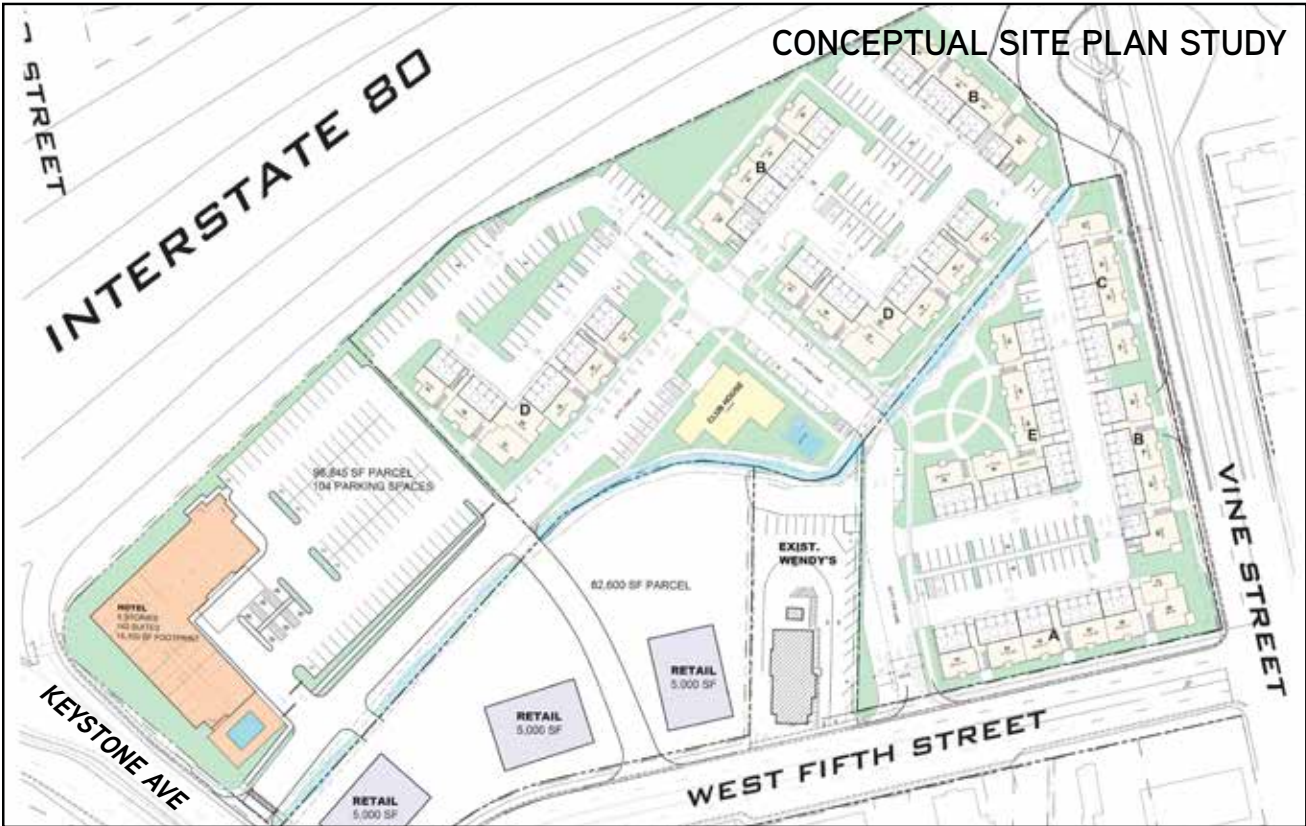 CONCEPTUAL SITE PLAN STUDY
STREET
INTERSTATE 80
B
B
D
C
D
CLUB HOUSE
E
B
A
96,845 SF PARCEL
104 PARKING SPACES
EXIST.
WENDY'S
62,600 SF PARCEL
HOTEL
RETAIL
5,000 SF
RETAIL
5,000 SF
RETAIL
5,000 SF
KEYSTONE AVE
WEST FIFTH STREET
VINE STREET